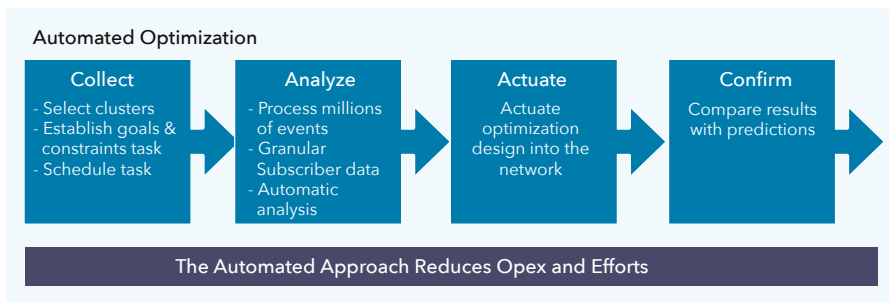 Automated Optimization
Collect
- Select clusters
- Establish goals &
constraints task
- Schedule task
Analyze
- Process millions
of events
- Granular
Subscriber data
- Automatic
analysis
Actuate
Actuate
optimization
design into the
network
Confirm
Compare results
with predictions
The Automated Approach Reduces Opex and Efforts